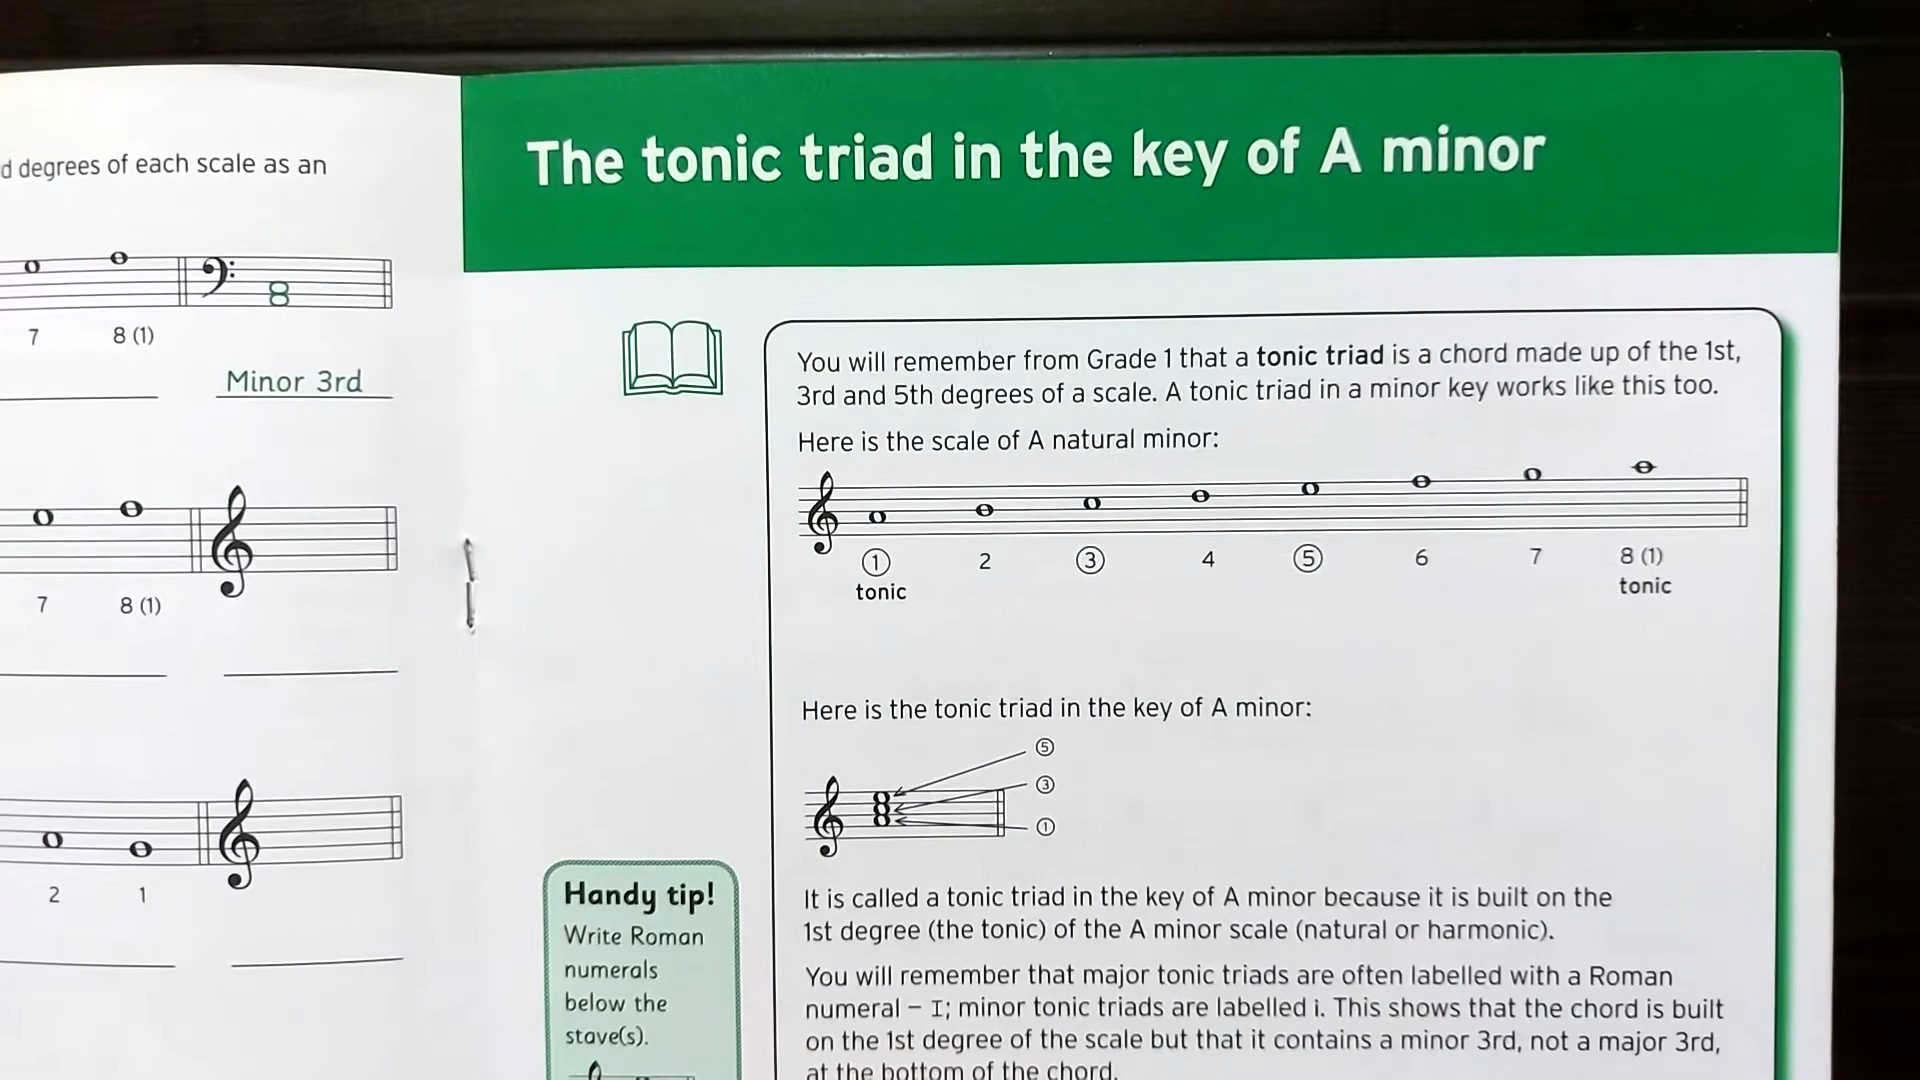 d degrees of each scale as an
7 8 (1)
Minor 3rd
7 8 (1)
2 1
The tonic triad in the key of A minor
You will remember from Grade 1 that a tonic triad is a chord made up of the 1st,
3rd and 5th degrees of a scale. A tonic triad in a minor key works like this too.
Here is the scale of A natural minor:
1 2 3 4 5 6 7 8 (1)
tonic tonic
Here is the tonic triad in the key of A minor:
5
3
1
It is called a tonic triad in the key of A minor because it is built on the
1st degree (the tonic) of the A minor scale (natural or harmonic).
You will remember that major tonic triads are often labelled with a Roman
numeral – I; minor tonic triads are labelled i. This shows that the chord is built
on the 1st degree of the scale but that it contains a minor 3rd, not a major 3rd,
at the bottom of the chord.
Handy tip!
Write Roman
numerals
below the
stave(s).